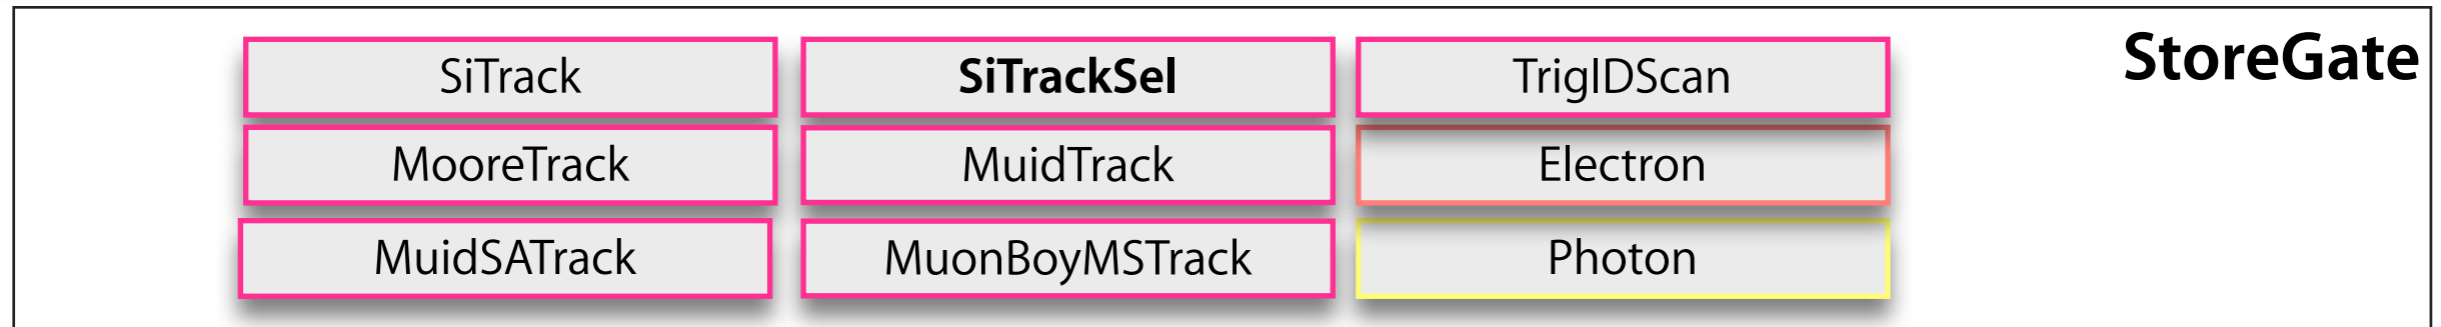 StoreGate
SiTrack
SiTrackSel
TrigIDScan
MooreTrack
MuidTrack
Electron
MuidSATrack
MuonBoyMSTrack
Photon